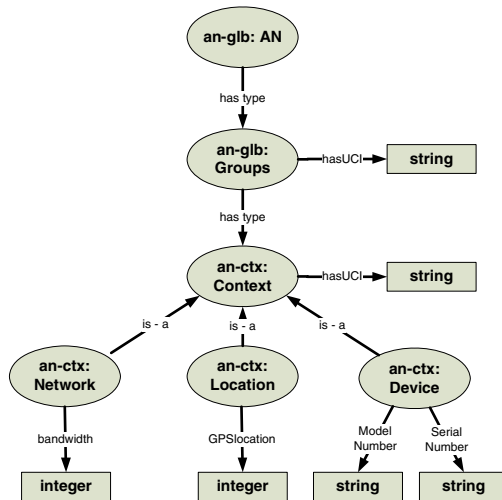 an-glb: AN
has type
an-glb:
Groups
hasUCI
string
has type
an-ctx:
Context
hasUCI
string
is - a
is - a
is - a
an-ctx:
Network
an-ctx:
Location
an-ctx:
Device
bandwidth
GPSlocation
Model
Number
Serial
Number
integer
integer
string
string